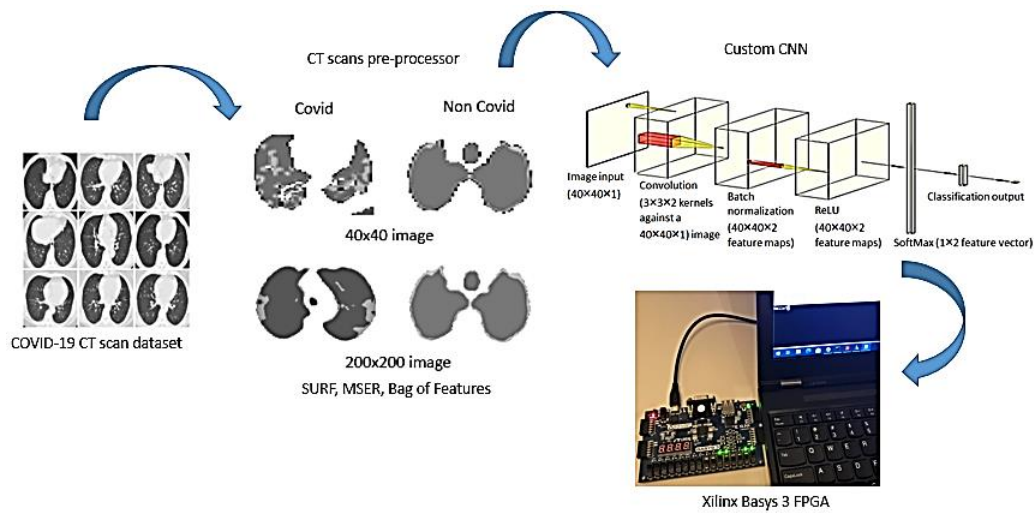 CT scans pre-processor
Custom CNN
Covid
Non Covid
40x40 image
200x200 image
SURF, MSER, Bag of Features
COVID-19 CT scan dataset
Image input
(40×40×1)
Convolution
(3×3×2 kernels
against a
40×40×1) image
Batch
normalization
(40×40×2
feature maps)
ReLU
(40×40×2
feature maps)
Classification output
SoftMax (1×2 feature vector)
Xilinx Basys 3 FPGA